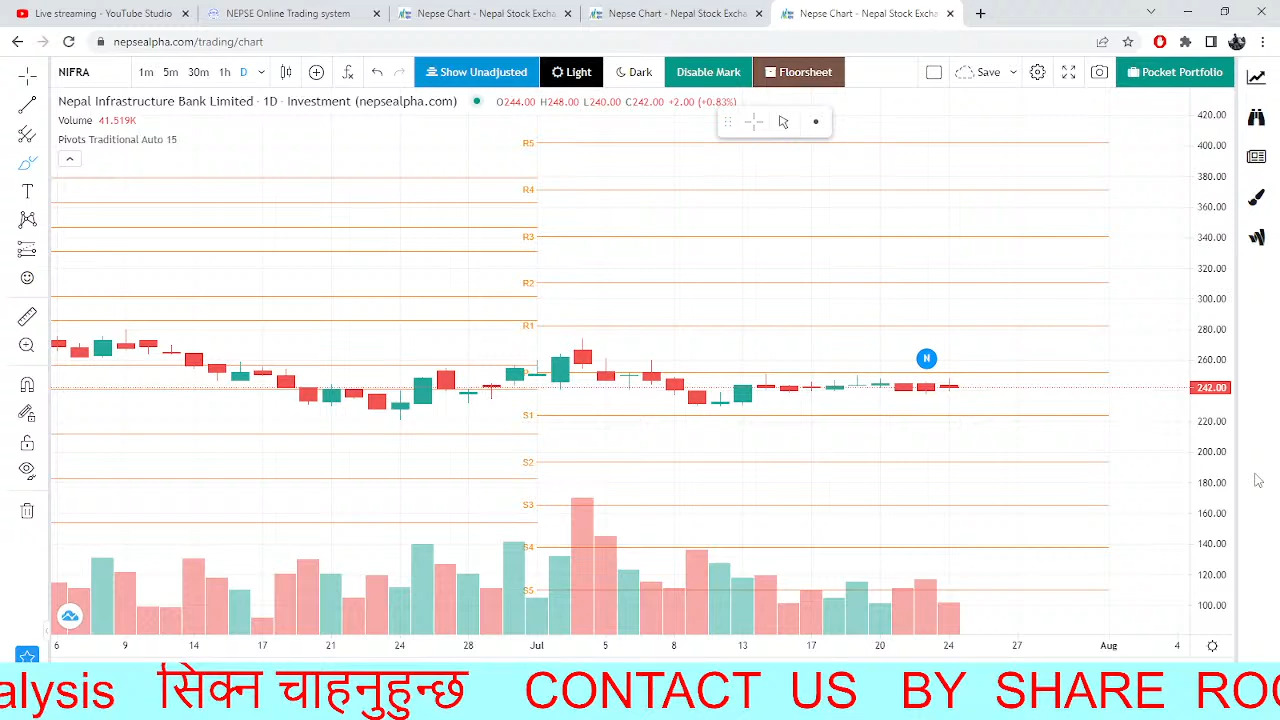 Live streams - YouTube Studio
NEPSE Online Trading system
Nepse Chart - Nepal Stock Excha
Nepse Chart - Nepal Stock Exchan
Nepse Chart - Nepal Stock Excha
nepsealpha.com/trading/chart
NIFRA 1m 5m 30m 1h D Show Unadjusted Light Dark Disable Mark Floorsheet Save Pocket Portfolio
Nepal Infrastructure Bank Limited · 1D · Investment (nepsealpha.com) O244.00 H248.00 L240.00 C242.00 +2.00 (+0.83%)
Volume 41.519K
Pivots Traditional Auto 15
420.00
R5
400.00
380.00
R4
360.00
R3
340.00
320.00
R2
300.00
R1
280.00
N
260.00
242.00
S1
220.00
200.00
S2
180.00
S3
160.00
S4
140.00
120.00
S5
100.00
6 9 14 17 20 24 28 Jul 5 8 13 17 20 24 27 Aug 4
alysis सिक्न चाहनुहुन्छ CONTACT US BY SHARE ROC